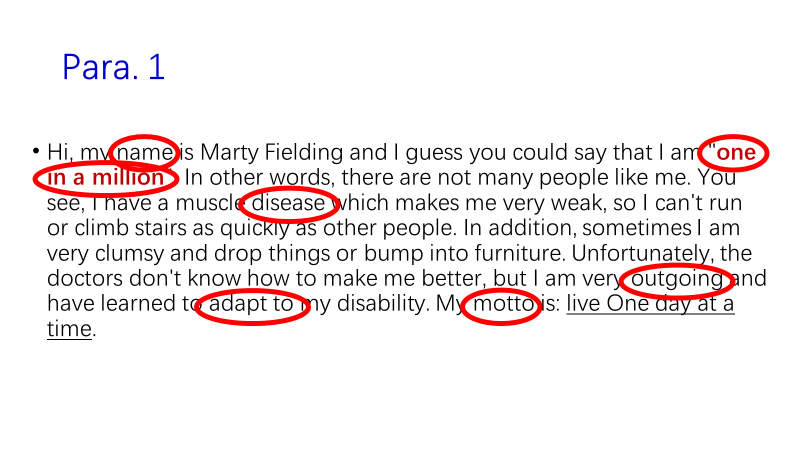 Para. 1
• Hi, my name is Marty Fielding and I guess you could say that I am "one
in a million". In other words, there are not many people like me. You
see, I have a muscle disease which makes me very weak, so I can't run
or climb stairs as quickly as other people. In addition, sometimes I am
very clumsy and drop things or bump into furniture. Unfortunately, the
doctors don't know how to make me better, but I am very outgoing and
have learned to adapt to my disability. My motto is: live One day at a
time.